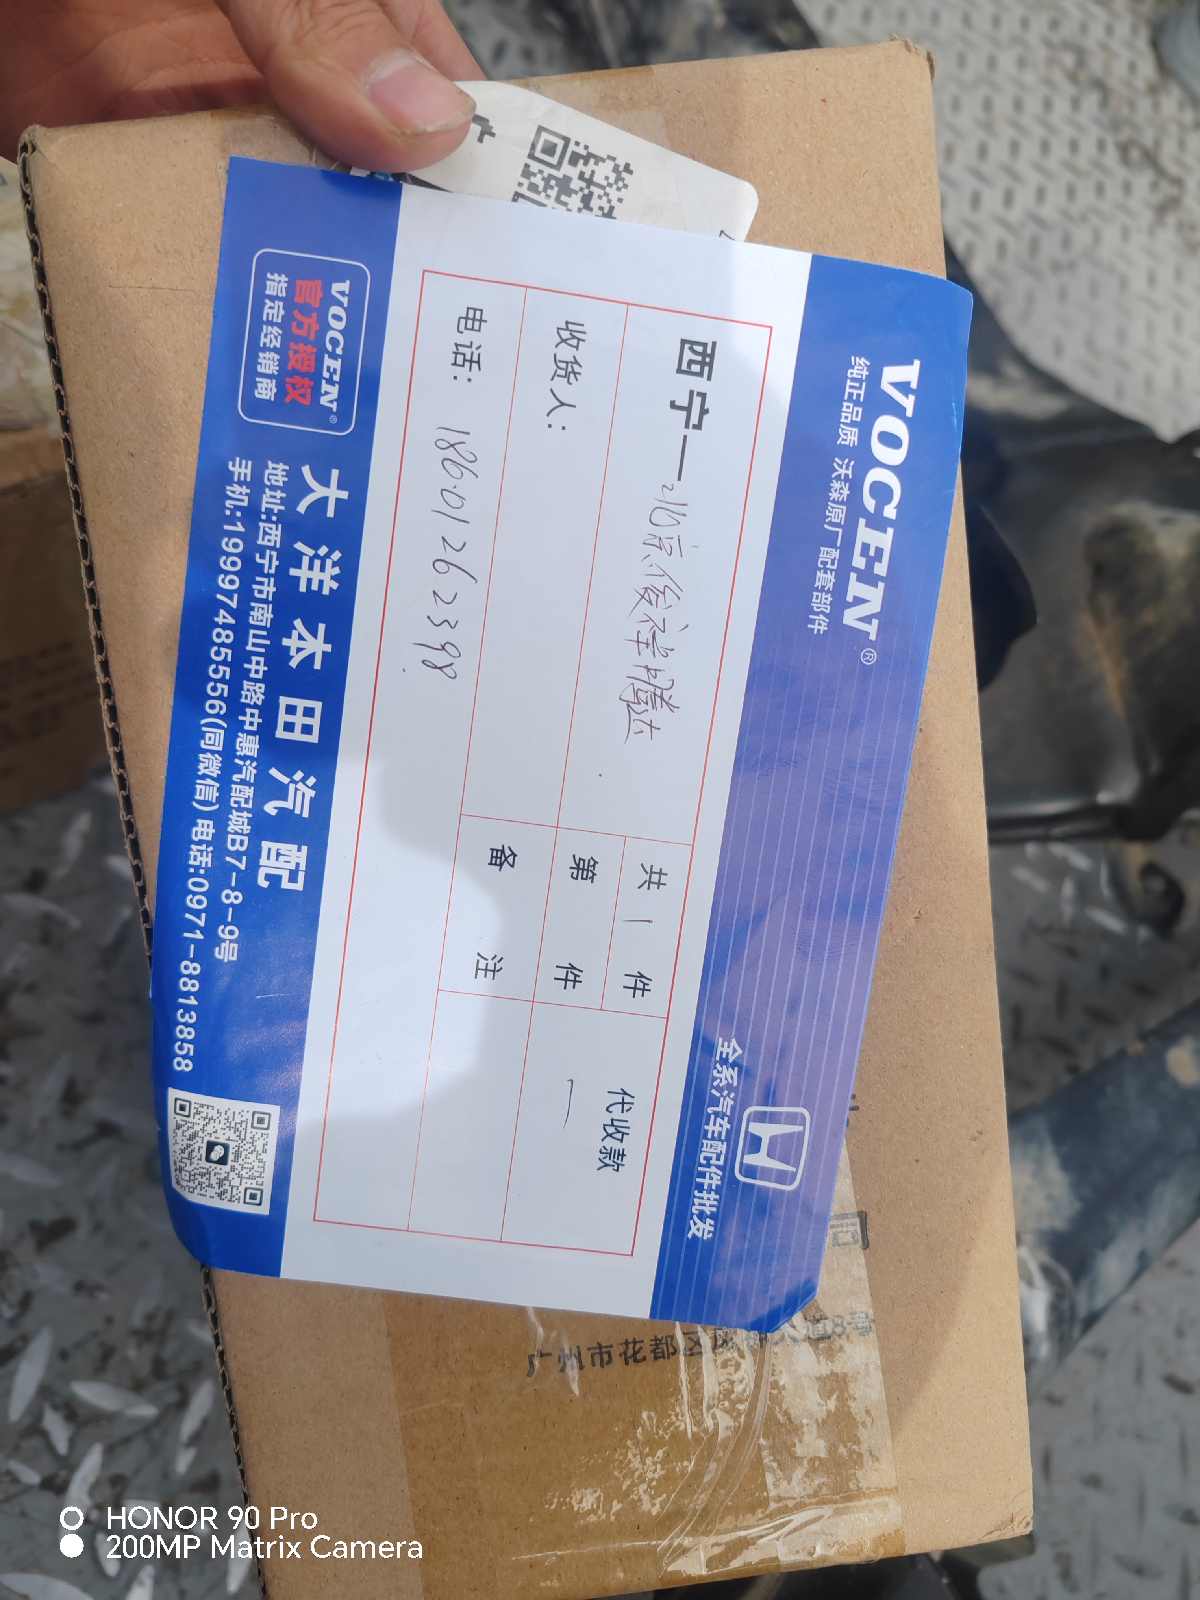 VOCEN®
纯正品质 沃森原厂配套部件
全系汽车配件批发
西宁—北京俊祥腾达
共1件
代收款
收货人:
第 件
—
电话: 18601262398
备 注
VOCEN®
官方授权
指定经销商
大洋本田汽配
地址:西宁市南山中路中惠汽配城B7-8-9号
手机:19997485556(同微信) 电话:0971-8813858
广州市花都区
8号
HONOR 90 Pro
200MP Matrix Camera